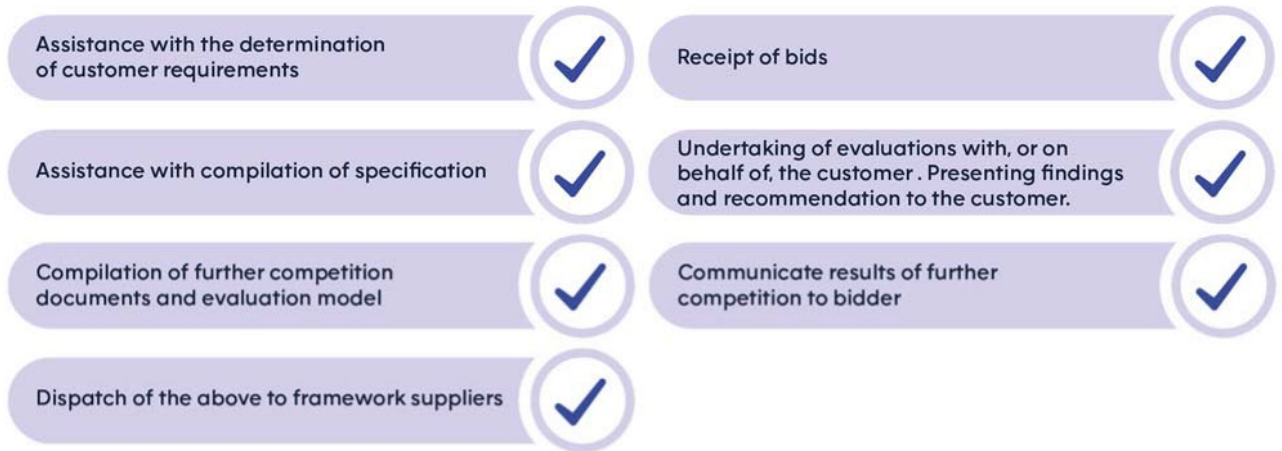 Assistance with the determination
of customer requirements
Assistance with compilation of specification
Compilation of further competition
documents and evaluation model
Dispatch of the above to framework suppliers
Receipt of bids
Undertaking of evaluations with, or on
behalf of, the customer . Presenting findings
and recommendation to the customer.
Communicate results of further
competition to bidder